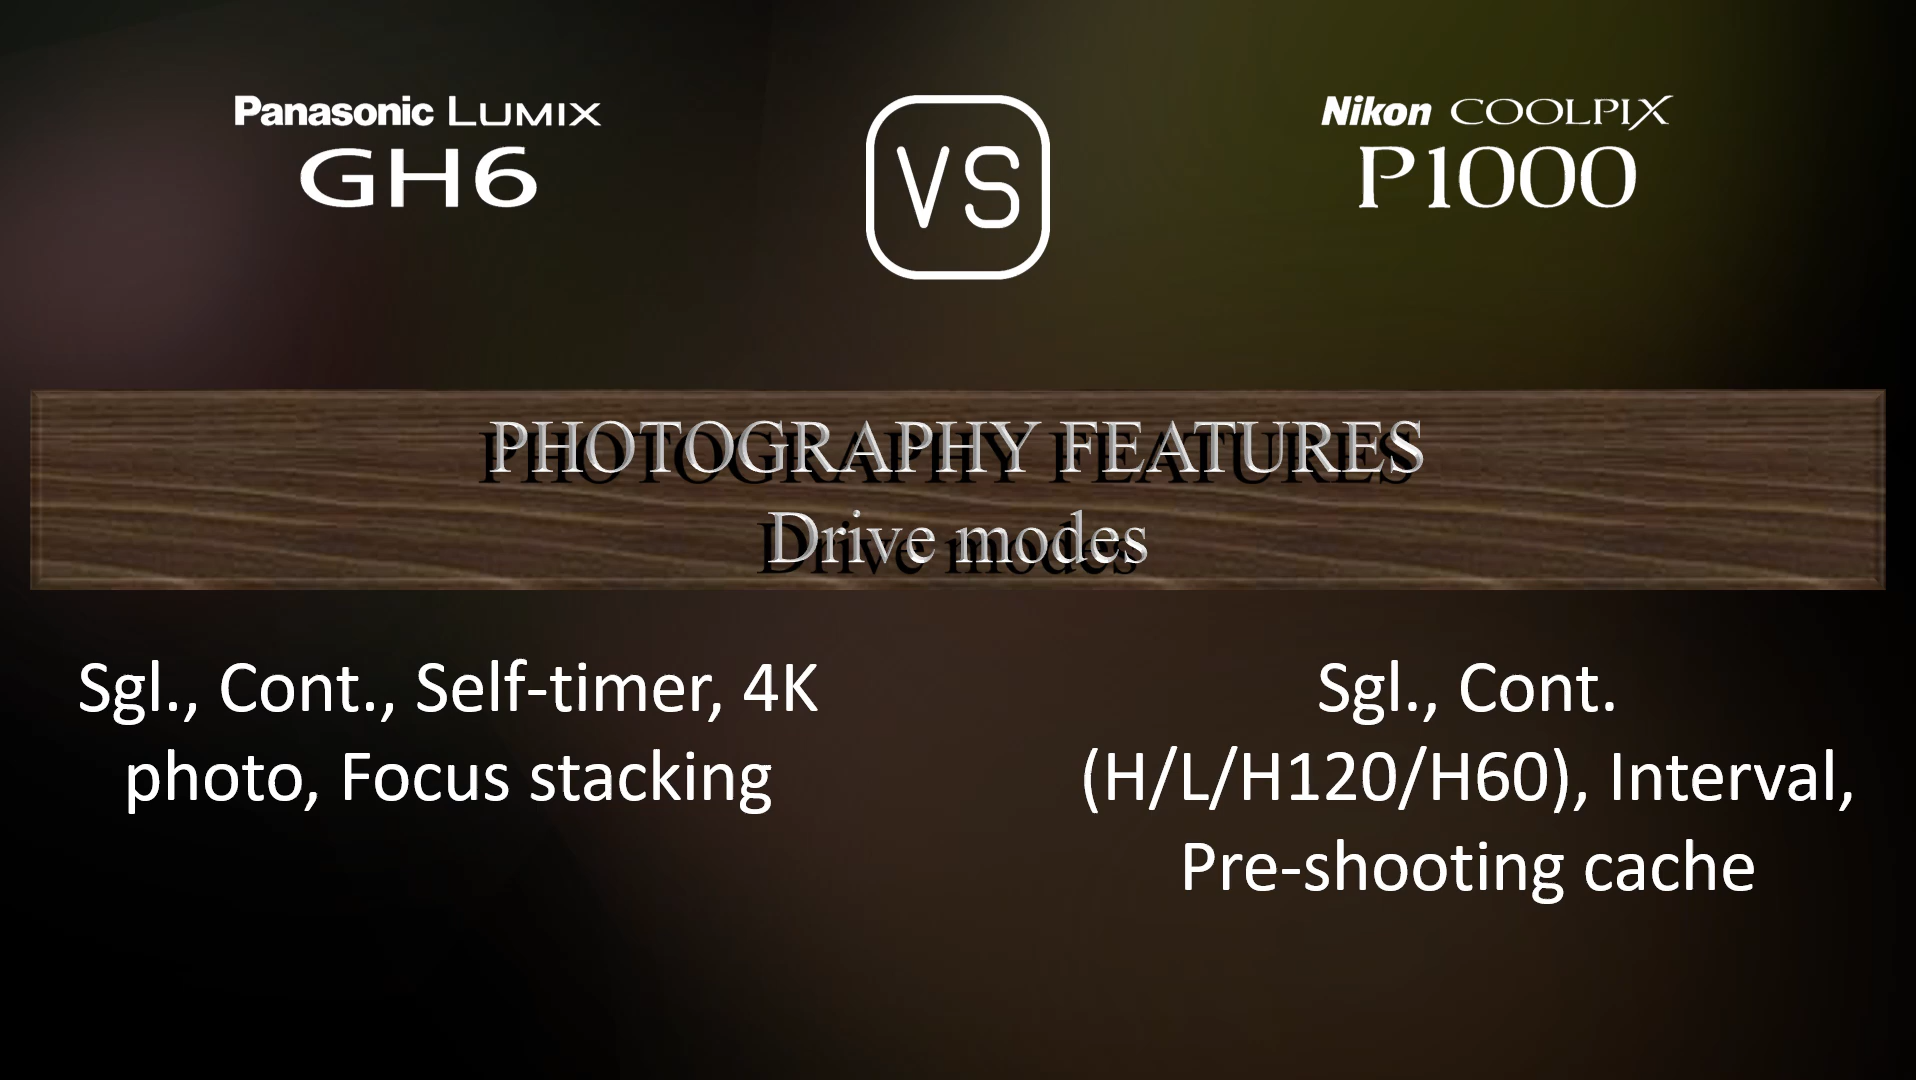 Panasonic LUMIX
GH6
VS
Nikon COOLPIX
P1000
PHOTOGRAPHY FEATURES
Drive modes
Sgl., Cont., Self-timer, 4K
photo, Focus stacking
Sgl., Cont.
(H/L/H120/H60), Interval,
Pre-shooting cache